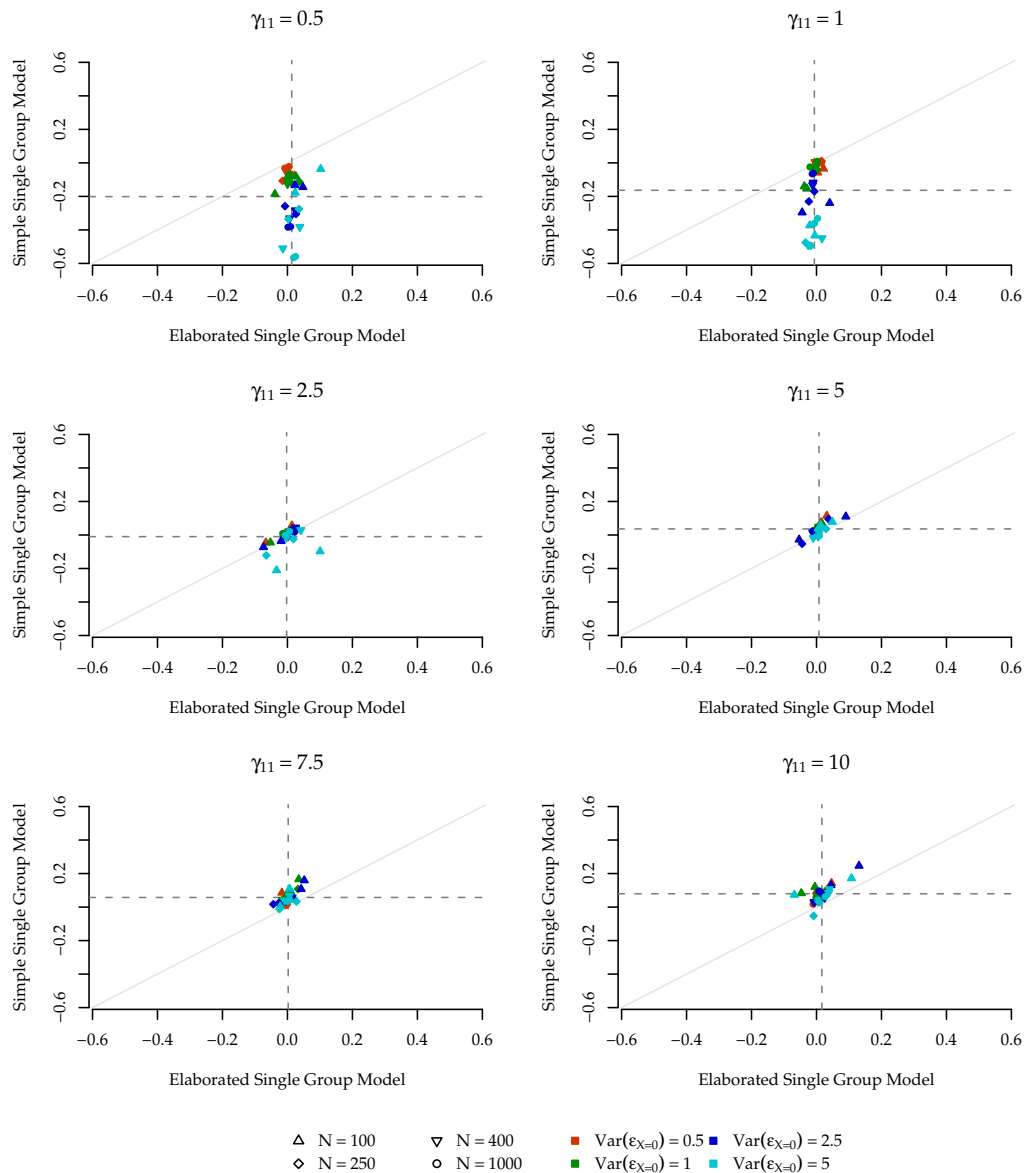 γ11 = 0.5
γ11 = 1
Simple Single Group Model
−0.6 −0.2 0.2 0.6
Simple Single Group Model
−0.6 −0.2 0.2 0.6
−0.6 −0.4 −0.2 0.0 0.2 0.4 0.6
−0.6 −0.4 −0.2 0.0 0.2 0.4 0.6
Elaborated Single Group Model
Elaborated Single Group Model
γ11 = 2.5
γ11 = 5
Simple Single Group Model
−0.6 −0.2 0.2 0.6
Simple Single Group Model
−0.6 −0.2 0.2 0.6
−0.6 −0.4 −0.2 0.0 0.2 0.4 0.6
−0.6 −0.4 −0.2 0.0 0.2 0.4 0.6
Elaborated Single Group Model
Elaborated Single Group Model
γ11 = 7.5
γ11 = 10
Simple Single Group Model
−0.6 −0.2 0.2 0.6
Simple Single Group Model
−0.6 −0.2 0.2 0.6
−0.6 −0.4 −0.2 0.0 0.2 0.4 0.6
−0.6 −0.4 −0.2 0.0 0.2 0.4 0.6
Elaborated Single Group Model
Elaborated Single Group Model
N = 100 N = 400 Var(εX=0) = 0.5 Var(εX=0) = 2.5
N = 250 N = 1000 Var(εX=0) = 1 Var(εX=0) = 5